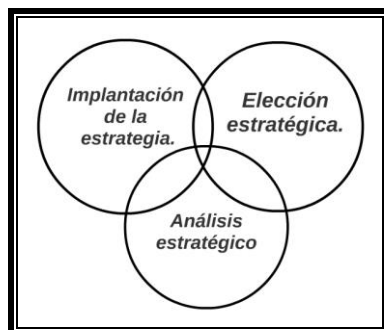 Implantación
de la
estrategia.
Elección
estratégica.
Análisis
estratégico